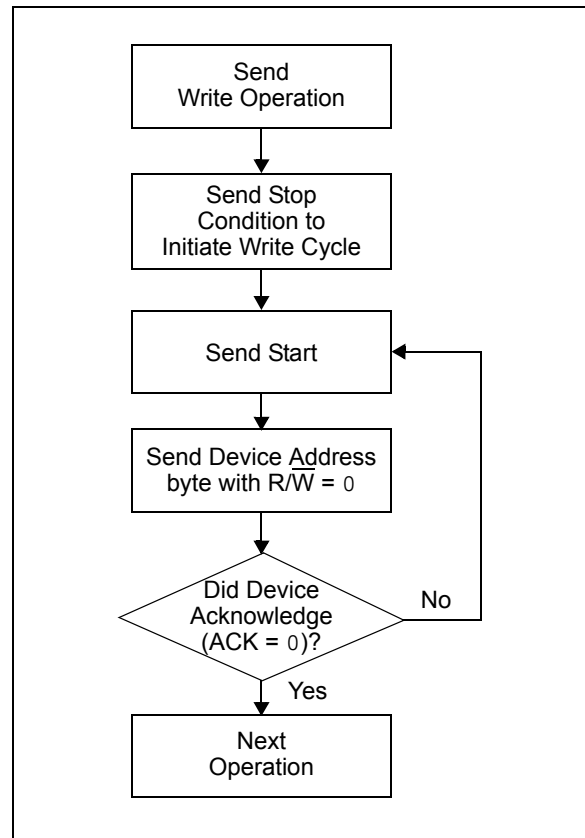 Send
Write Operation
Send Stop
Condition to
Initiate Write Cycle
Send Start
Send Device Address
byte with R/W̅ = 0
Did Device
Acknowledge
(ACK = 0)?
No
Yes
Next
Operation